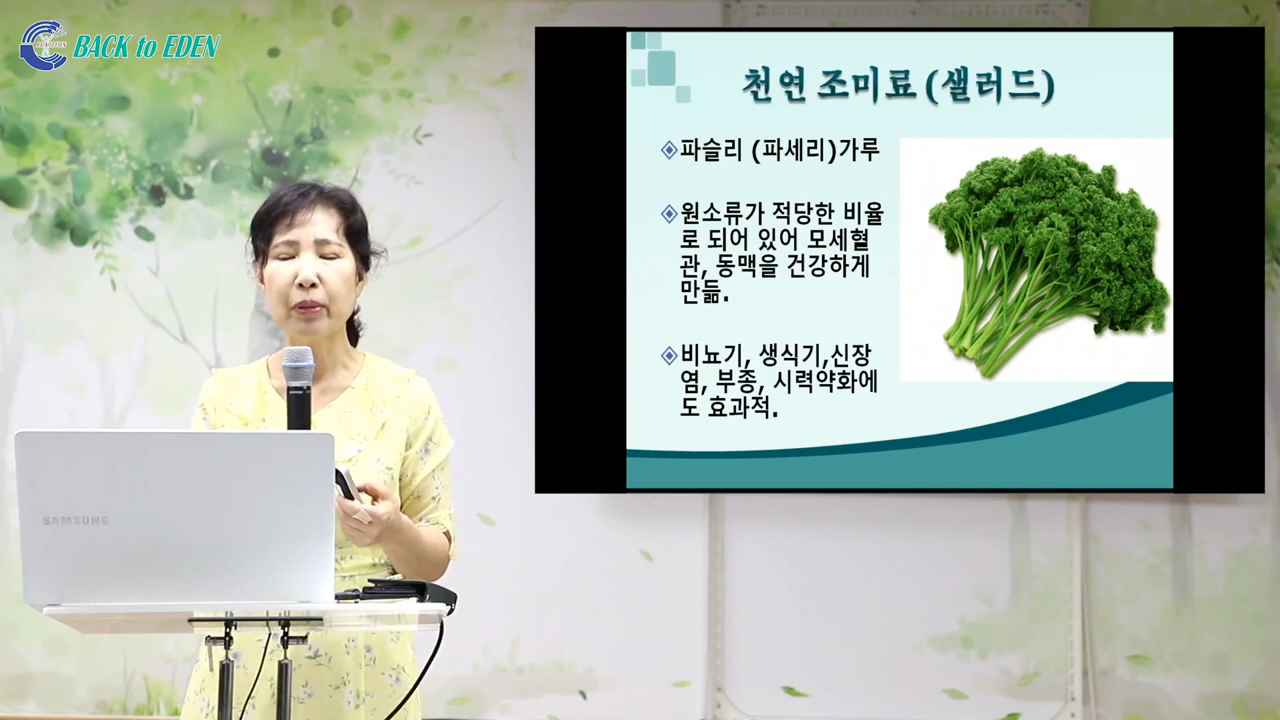 BACK to EDEN
천연 조미료 (샐러드)
파슬리 (파세리)가루
원소류가 적당한 비율
로 되어 있어 모세혈
관, 동맥을 건강하게
만듦.
비뇨기, 생식기,신장
염, 부종, 시력약화에
도 효과적.
SAMSUNG